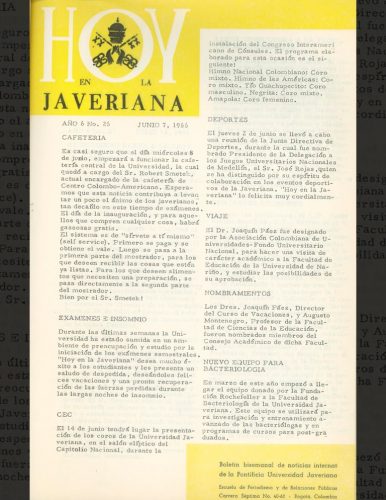 HOY
EN LA
JAVERIANA
AÑO 6 No. 25 JUNIO 7, 1966
CAFETERIA
Es casi seguro que el día miércoles 8
de junio, empezará a funcionar la cafe-
tería central de la Universidad, la cual
quedó a cargo del Sr. Robert Smetek,
actual encargado de la cafetería de
Centro Colombo-Americano. Espera-
mos que esta noticia contribuya a levan-
tar un poco el ánimo de los javerianos,
tan decaído en este tiempo de exámenes.
El día de la inauguración, y para aque-
llos que compren cualquier cosa, habrá
gaseosas gratis.
El sistema es de "sírvete a ti mismo"
(self service). Primero se paga y se
obtiene el vale. Luego se pasa a la
primera parte del mostrador, para los
que deseen recibir las cosas que están
ya listas. Para los que deseen alimen-
tos que necesiten una preparación, se
pasa directamente a la segunda parte
del mostrador.
Bien por el Sr. Smetek!
EXAMENES E INSOMNIO
Durante las últimas semanas la Uni-
versidad ha estado sumida en un am-
biente de preocupación y estudio por la
iniciación de los exámenes semestrales.
"Hoy en la Javeriana" desea mucho é-
xito a los estudiantes y les presenta un
saludo de despedida, deseándoles feli-
ces vacaciones y una pronta recupera-
ción de las fuerzas perdidas durante
las largas noches de insomnio.
CEC
El 14 de junio tendrá lugar la presenta-
ción de los coros de la Universidad Ja-
veriana, en el salón elíptico del
Capitolio Nacional, durante la
instalación del Congreso Interameri
cano de Cónsules. El programa ela-
borado para esta ocasión es el si-
guiente:
Himno Nacional Colombiano: Coro
mixto. Himno de las Américas: Co-
ro mixto. Yo Guachupecito: Coro
masculino. Negrita: Coro mixto.
Amapola: Coro femenino.
DEPORTES
El jueves 2 de junio se llevó a cabo
una reunión de la Junta Directiva de
Deportes, durante la cual fue nom-
brado Presidente de la Delegación a
los Juegos Universitarios Nacionales
de Medellín, el Sr. José Rojas, quien
se ha distinguido por su espíritu de
colaboración en los eventos deporti-
vos de la Javeriana. "Hoy en la Ja-
veriana" lo felicita muy cordialmen-
te.
VIAJE
El Dr. Joaquín Páez fue designado
por la Asociación Colombiana de U-
niversidades-Fondo Universitario
Nacional, para hacer una visita de
carácter académico a la Facultad de
Educación de la Universidad de Na-
riño, y estudiar las posibilidades de
su aprobación.
NOMBRAMIENTOS
Los Dres. Joaquín Páez, Director
del Curso de Vacaciones, y Augusto
Montenegro, Profesor de la Facul-
tad de Ciencias de la Educación,
fueron nombrados miembros del
Consejo Académico de dicha Facul-
tad.
NUEVO EQUIPO PARA
BACTERIOLOGIA
En marzo de este año empezó a lle-
gar el equipo donado por la Funda-
ción Rockefeller a la Facultad de
Bacteriología de la Universidad Ja-
veriana. Este equipo se utilizará pa-
ra investigación y entrenamiento a-
vanzado de las bacteriólogas y en
programas de cursos para post-gra-
duados.
Boletín bisemanal de noticias internas
de la Pontificia Universidad Javeriana
Escuela de Periodismo y de Relaciones Públicas
Carrera Séptima No. 40-62 - Bogotá, Colombia